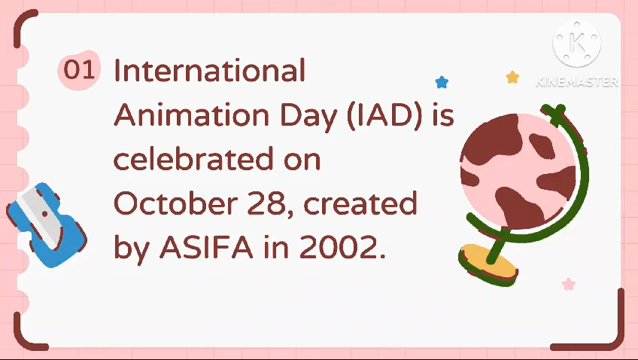 01 International
Animation Day (IAD) is
celebrated on
October 28, created
by ASIFA in 2002.
K
KINEMASTER